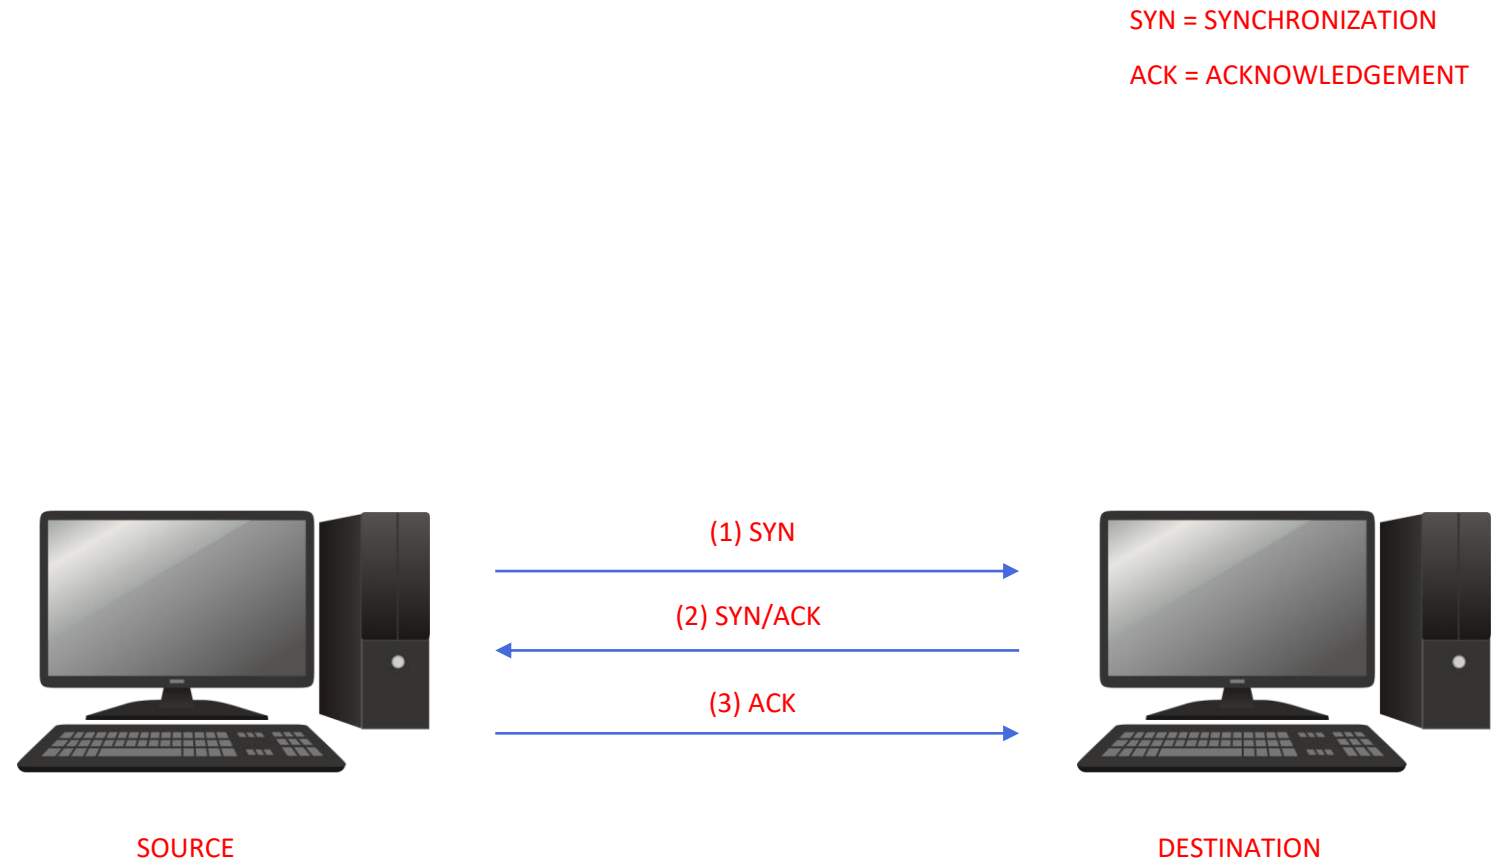 SYN = SYNCHRONIZATION
ACK = ACKNOWLEDGEMENT
(1) SYN
(2) SYN/ACK
(3) ACK
SOURCE
DESTINATION